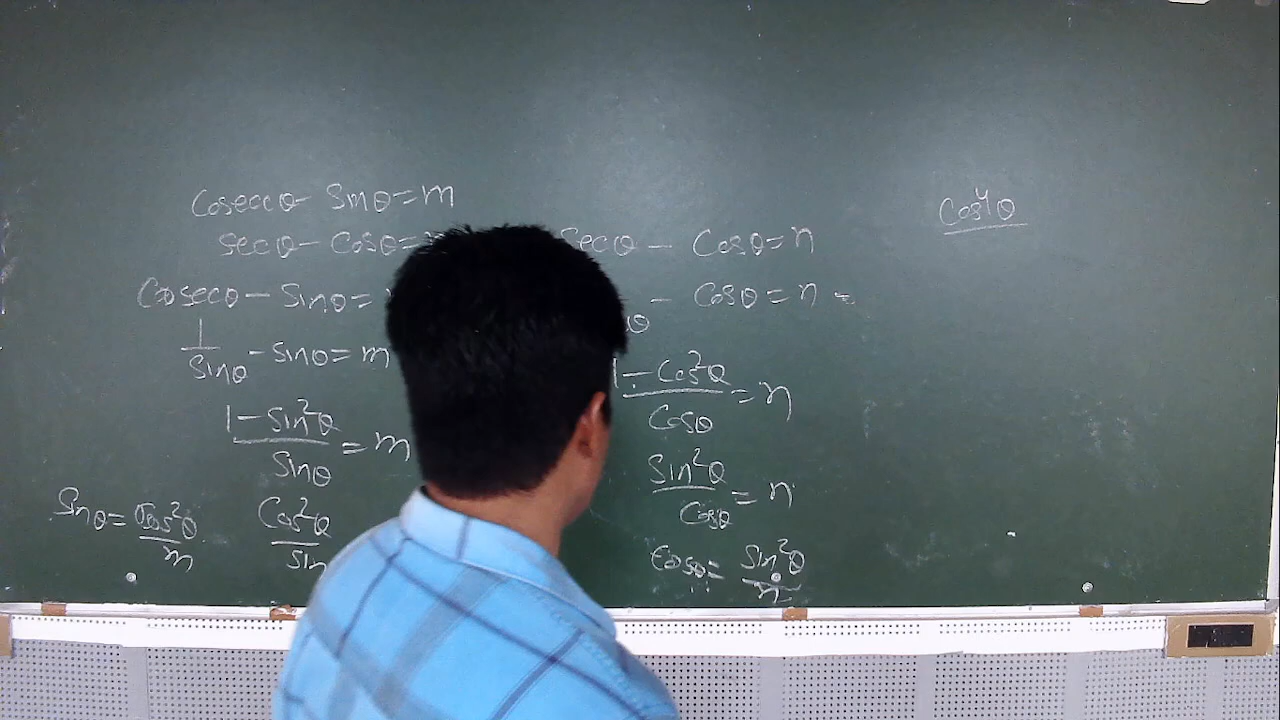 Cosecθ - Sinθ = m
secθ - Cosθ =
Cosecθ - Sinθ =
1/Sinθ - sinθ = m
1 - Sin²θ / Sinθ = m
Cos²θ / sin
Sinθ = Cos²θ / m
Secθ - Cosθ = n
θ - Cosθ = n =
1 - Cos²θ / Cosθ = n
Sin²θ / Cosθ = n
Cosθ = Sin²θ / n
Cos⁴θ